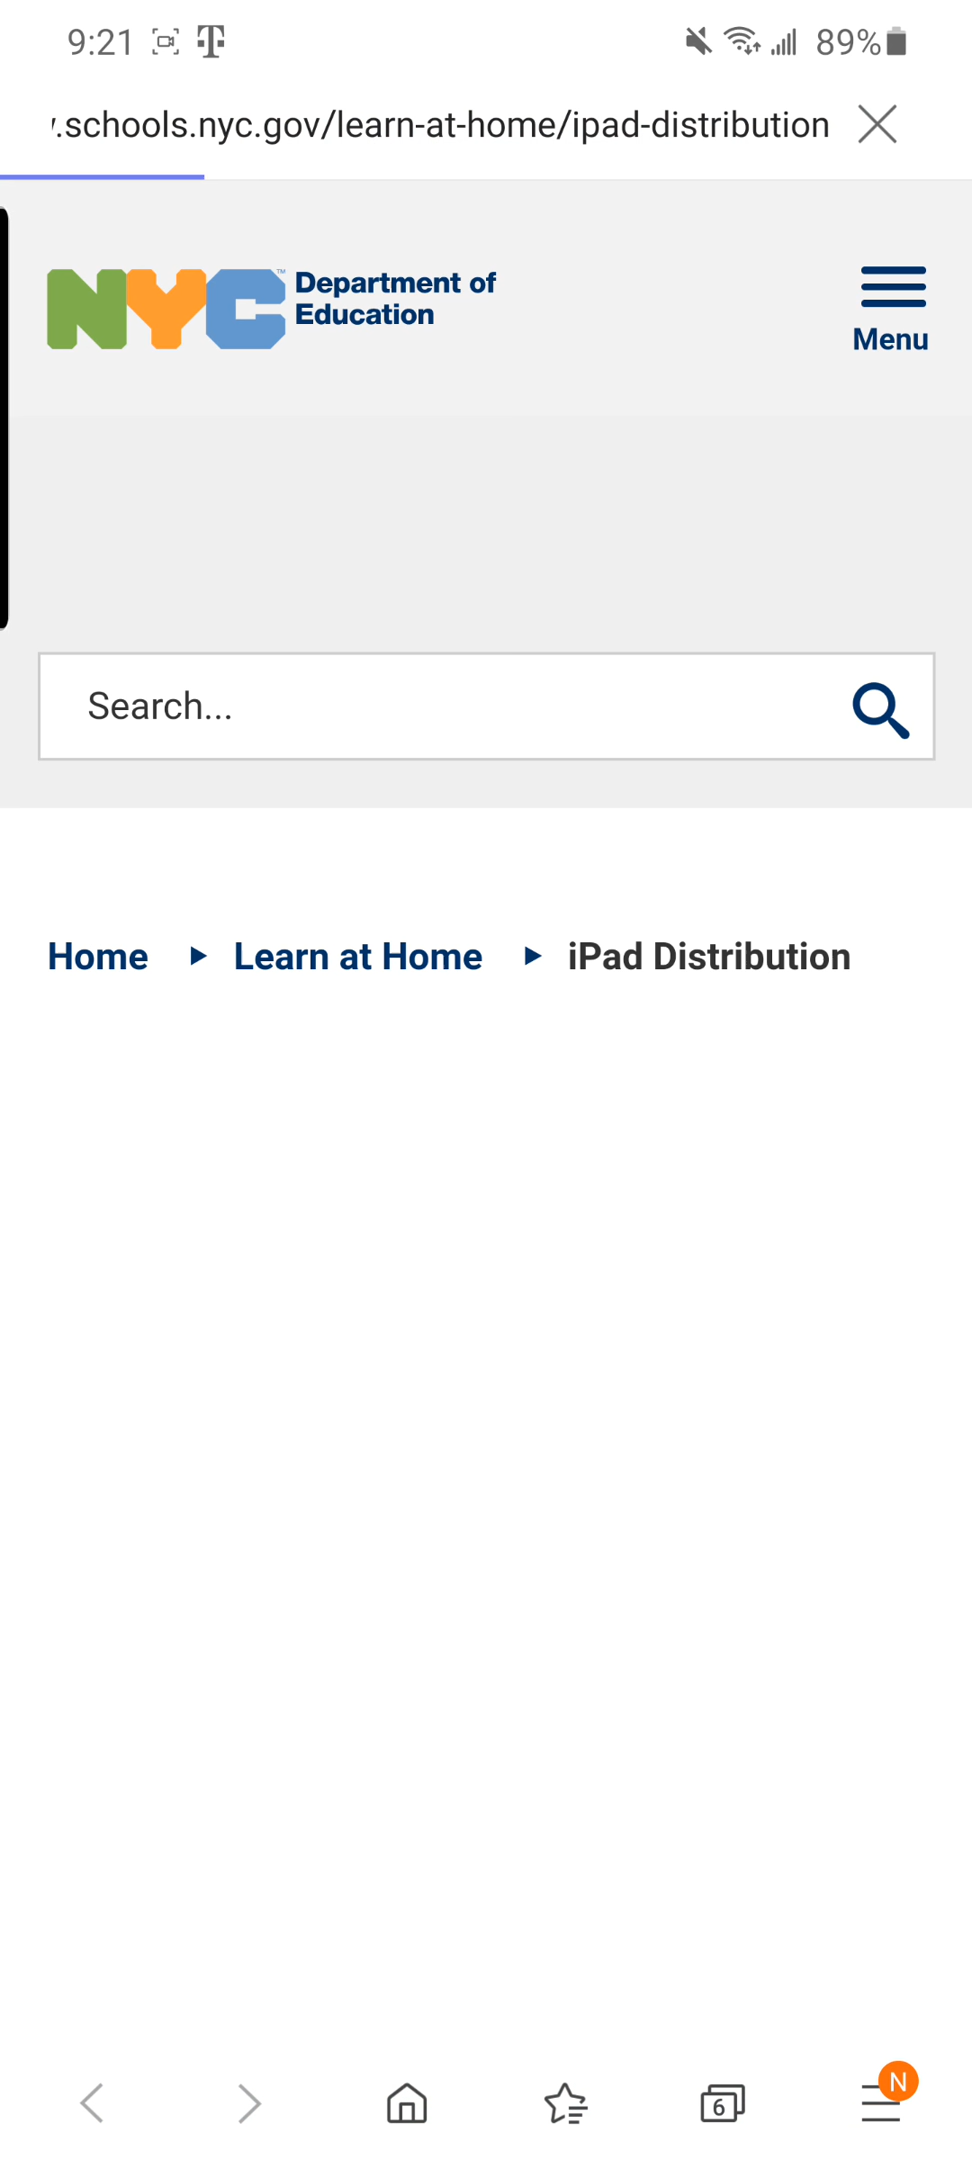 9:21 89%
.schools.nyc.gov/learn-at-home/ipad-distribution
NYC™ Department of
Education
Menu
Search...
Home ▶ Learn at Home ▶ iPad Distribution
6 N